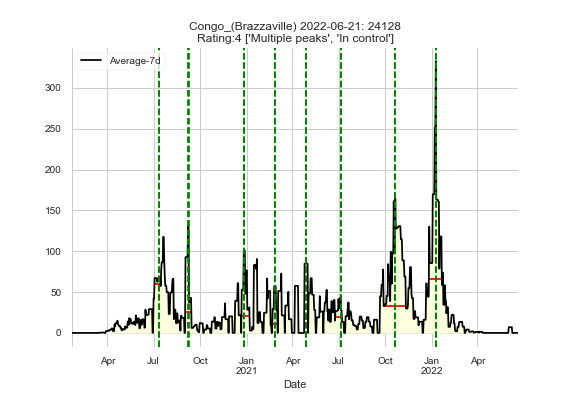 Congo_(Brazzaville) 2022-06-21: 24128
Rating:4 ['Multiple peaks', 'In control']
Average-7d
300
250
200
150
100
50
0
Apr Jul Oct Jan Apr Jul Oct Jan Apr
2021 2022
Date